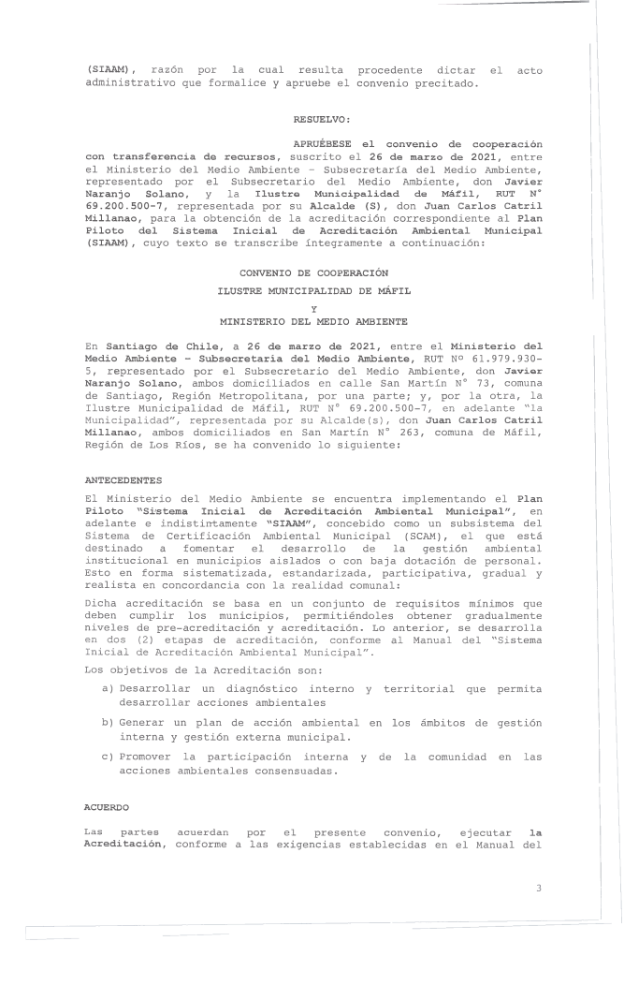 (SIAAM), razón por la cual resulta procedente dictar el acto
administrativo que formalice y apruebe el convenio precitado.
RESUELVO:
APRUÉBESE el convenio de cooperación
con transferencia de recursos, suscrito el 26 de marzo de 2021, entre
el Ministerio del Medio Ambiente – Subsecretaría del Medio Ambiente,
representado por el Subsecretario del Medio Ambiente, don Javier
Naranjo Solano, y la Ilustre Municipalidad de Máfil, RUT N°
69.200.500-7, representada por su Alcalde (S), don Juan Carlos Catril
Millanao, para la obtención de la acreditación correspondiente al Plan
Piloto del Sistema Inicial de Acreditación Ambiental Municipal
(SIAAM), cuyo texto se transcribe íntegramente a continuación:
CONVENIO DE COOPERACIÓN
ILUSTRE MUNICIPALIDAD DE MÁFIL
Y
MINISTERIO DEL MEDIO AMBIENTE
En Santiago de Chile, a 26 de marzo de 2021, entre el Ministerio del
Medio Ambiente – Subsecretaría del Medio Ambiente, RUT Nº 61.979.930-
5, representado por el Subsecretario del Medio Ambiente, don Javier
Naranjo Solano, ambos domiciliados en calle San Martín N° 73, comuna
de Santiago, Región Metropolitana, por una parte; y, por la otra, la
Ilustre Municipalidad de Máfil, RUT N° 69.200.500-7, en adelante "la
Municipalidad", representada por su Alcalde(s), don Juan Carlos Catril
Millanao, ambos domiciliados en San Martín N° 263, comuna de Máfil,
Región de Los Ríos, se ha convenido lo siguiente:
ANTECEDENTES
El Ministerio del Medio Ambiente se encuentra implementando el Plan
Piloto "Sistema Inicial de Acreditación Ambiental Municipal", en
adelante e indistintamente "SIAAM", concebido como un subsistema del
Sistema de Certificación Ambiental Municipal (SCAM), el que está
destinado a fomentar el desarrollo de la gestión ambiental
institucional en municipios aislados o con baja dotación de personal.
Esto en forma sistematizada, estandarizada, participativa, gradual y
realista en concordancia con la realidad comunal:
Dicha acreditación se basa en un conjunto de requisitos mínimos que
deben cumplir los municipios, permitiéndoles obtener gradualmente
niveles de pre-acreditación y acreditación. Lo anterior, se desarrolla
en dos (2) etapas de acreditación, conforme al Manual del "Sistema
Inicial de Acreditación Ambiental Municipal".
Los objetivos de la Acreditación son:
a) Desarrollar un diagnóstico interno y territorial que permita
desarrollar acciones ambientales
b) Generar un plan de acción ambiental en los ámbitos de gestión
interna y gestión externa municipal.
c) Promover la participación interna y de la comunidad en las
acciones ambientales consensuadas.
ACUERDO
Las partes acuerdan por el presente convenio, ejecutar la
Acreditación, conforme a las exigencias establecidas en el Manual del
3